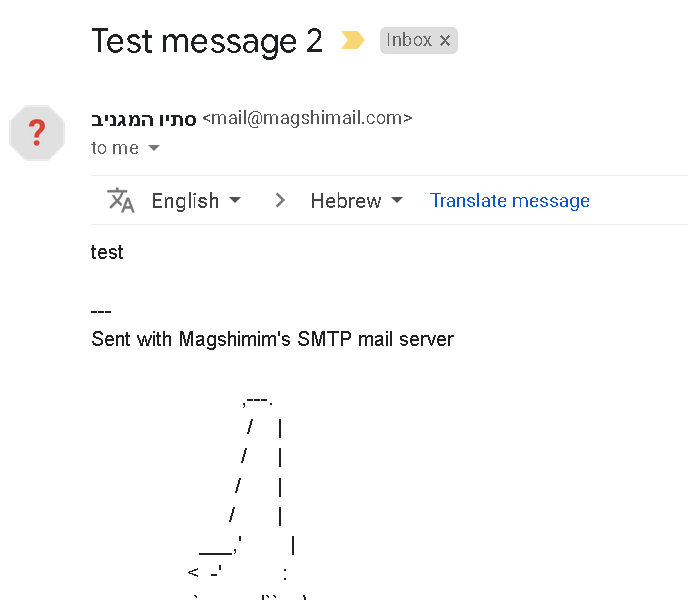 Test message 2 Inbox ×
?
סתיו המגניב <mail@magshimail.com>
to me
English > Hebrew Translate message
test
---
Sent with Magshimim's SMTP mail server
,---.
/ |
/ |
/ |
/ |
___,' |
< -' :